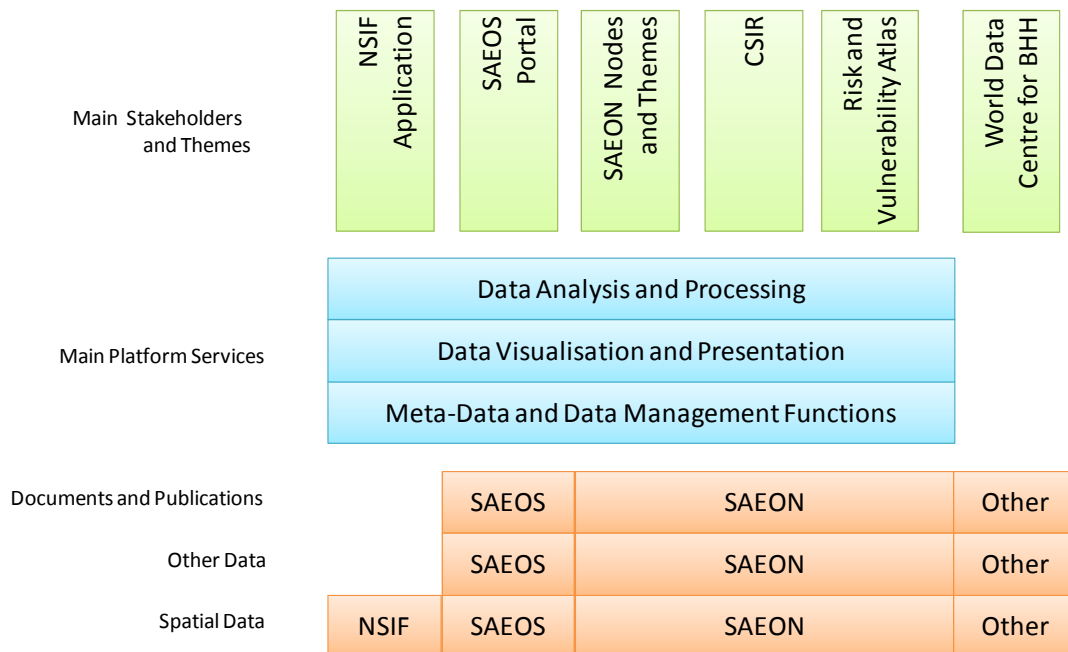 Main Stakeholders
and Themes
NSIF
Application
SAEOS
Portal
SAEON Nodes
and Themes
CSIR
Risk and
Vulnerability Atlas
World Data
Centre for BHH
Main Platform Services
Data Analysis and Processing
Data Visualisation and Presentation
Meta-Data and Data Management Functions
Documents and Publications
SAEOS
SAEON
Other
Other Data
SAEOS
SAEON
Other
Spatial Data
NSIF
SAEOS
SAEON
Other